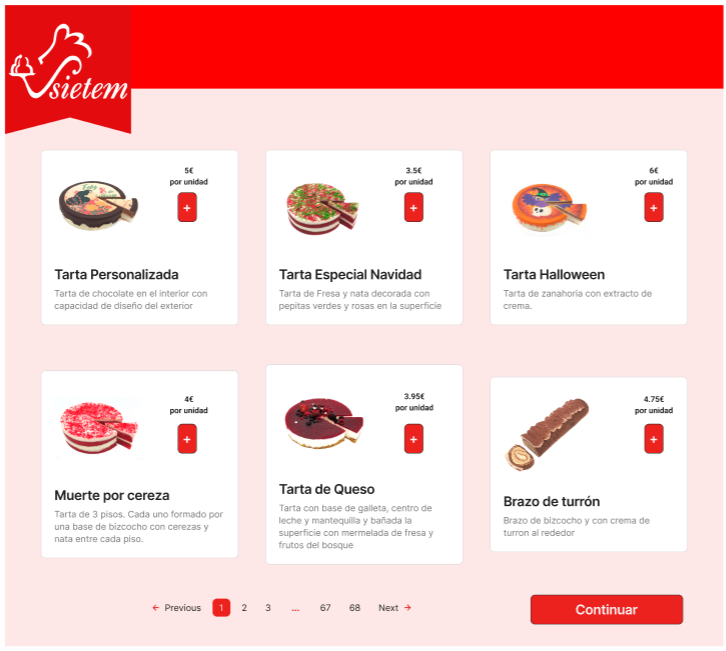 sietem
5€
por unidad
+
Tarta Personalizada
Tarta de chocolate en el interior con
capacidad de diseño del exterior
3.5€
por unidad
+
Tarta Especial Navidad
Tarta de Fresa y nata decorada con
pepitas verdes y rosas en la superficie
6€
por unidad
+
Tarta Halloween
Tarta de zanahoria con extracto de
crema.
4€
por unidad
+
Muerte por cereza
Tarta de 3 pisos. Cada uno formado por
una base de bizcocho con cerezas y
nata entre cada piso.
3.95€
por unidad
+
Tarta de Queso
Tarta con base de galleta, centro de
leche y mantequilla y bañada la
superficie con mermelada de fresa y
frutos del bosque
4.75€
por unidad
+
Brazo de turrón
Brazo de bizcocho y con crema de
turron al rededor
← Previous 1 2 3 ... 67 68 Next →
Continuar